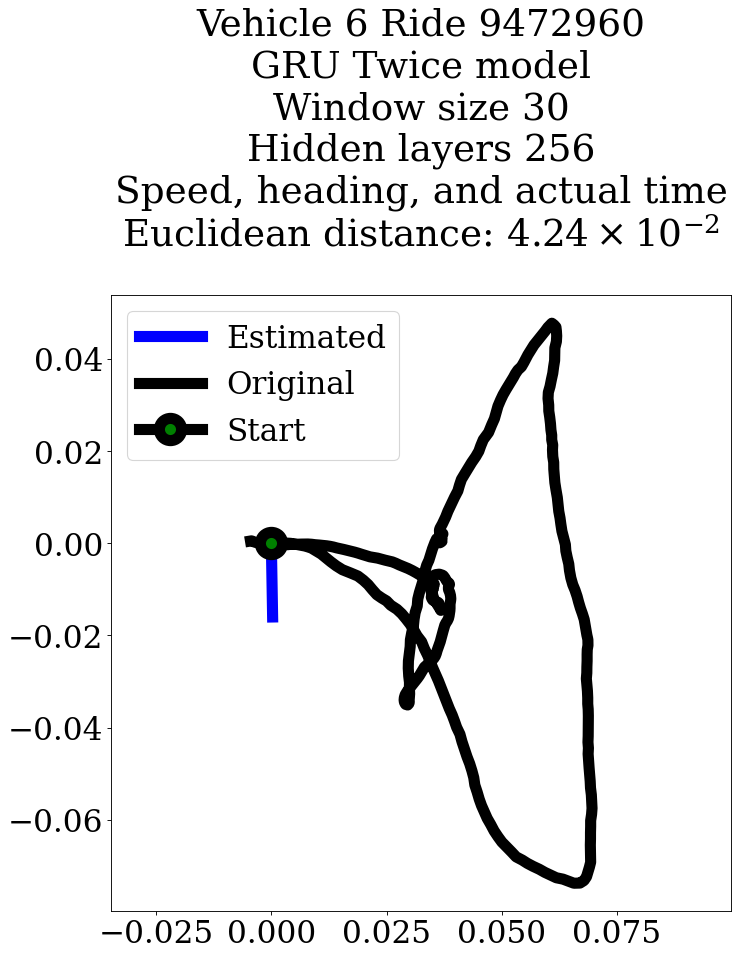 Vehicle 6 Ride 9472960
GRU Twice model
Window size 30
Hidden layers 256
Speed, heading, and actual time
Euclidean distance: 4.24 × 10⁻²
Estimated
Original
Start
0.04
0.02
0.00
−0.02
−0.04
−0.06
−0.025 0.000 0.025 0.050 0.075